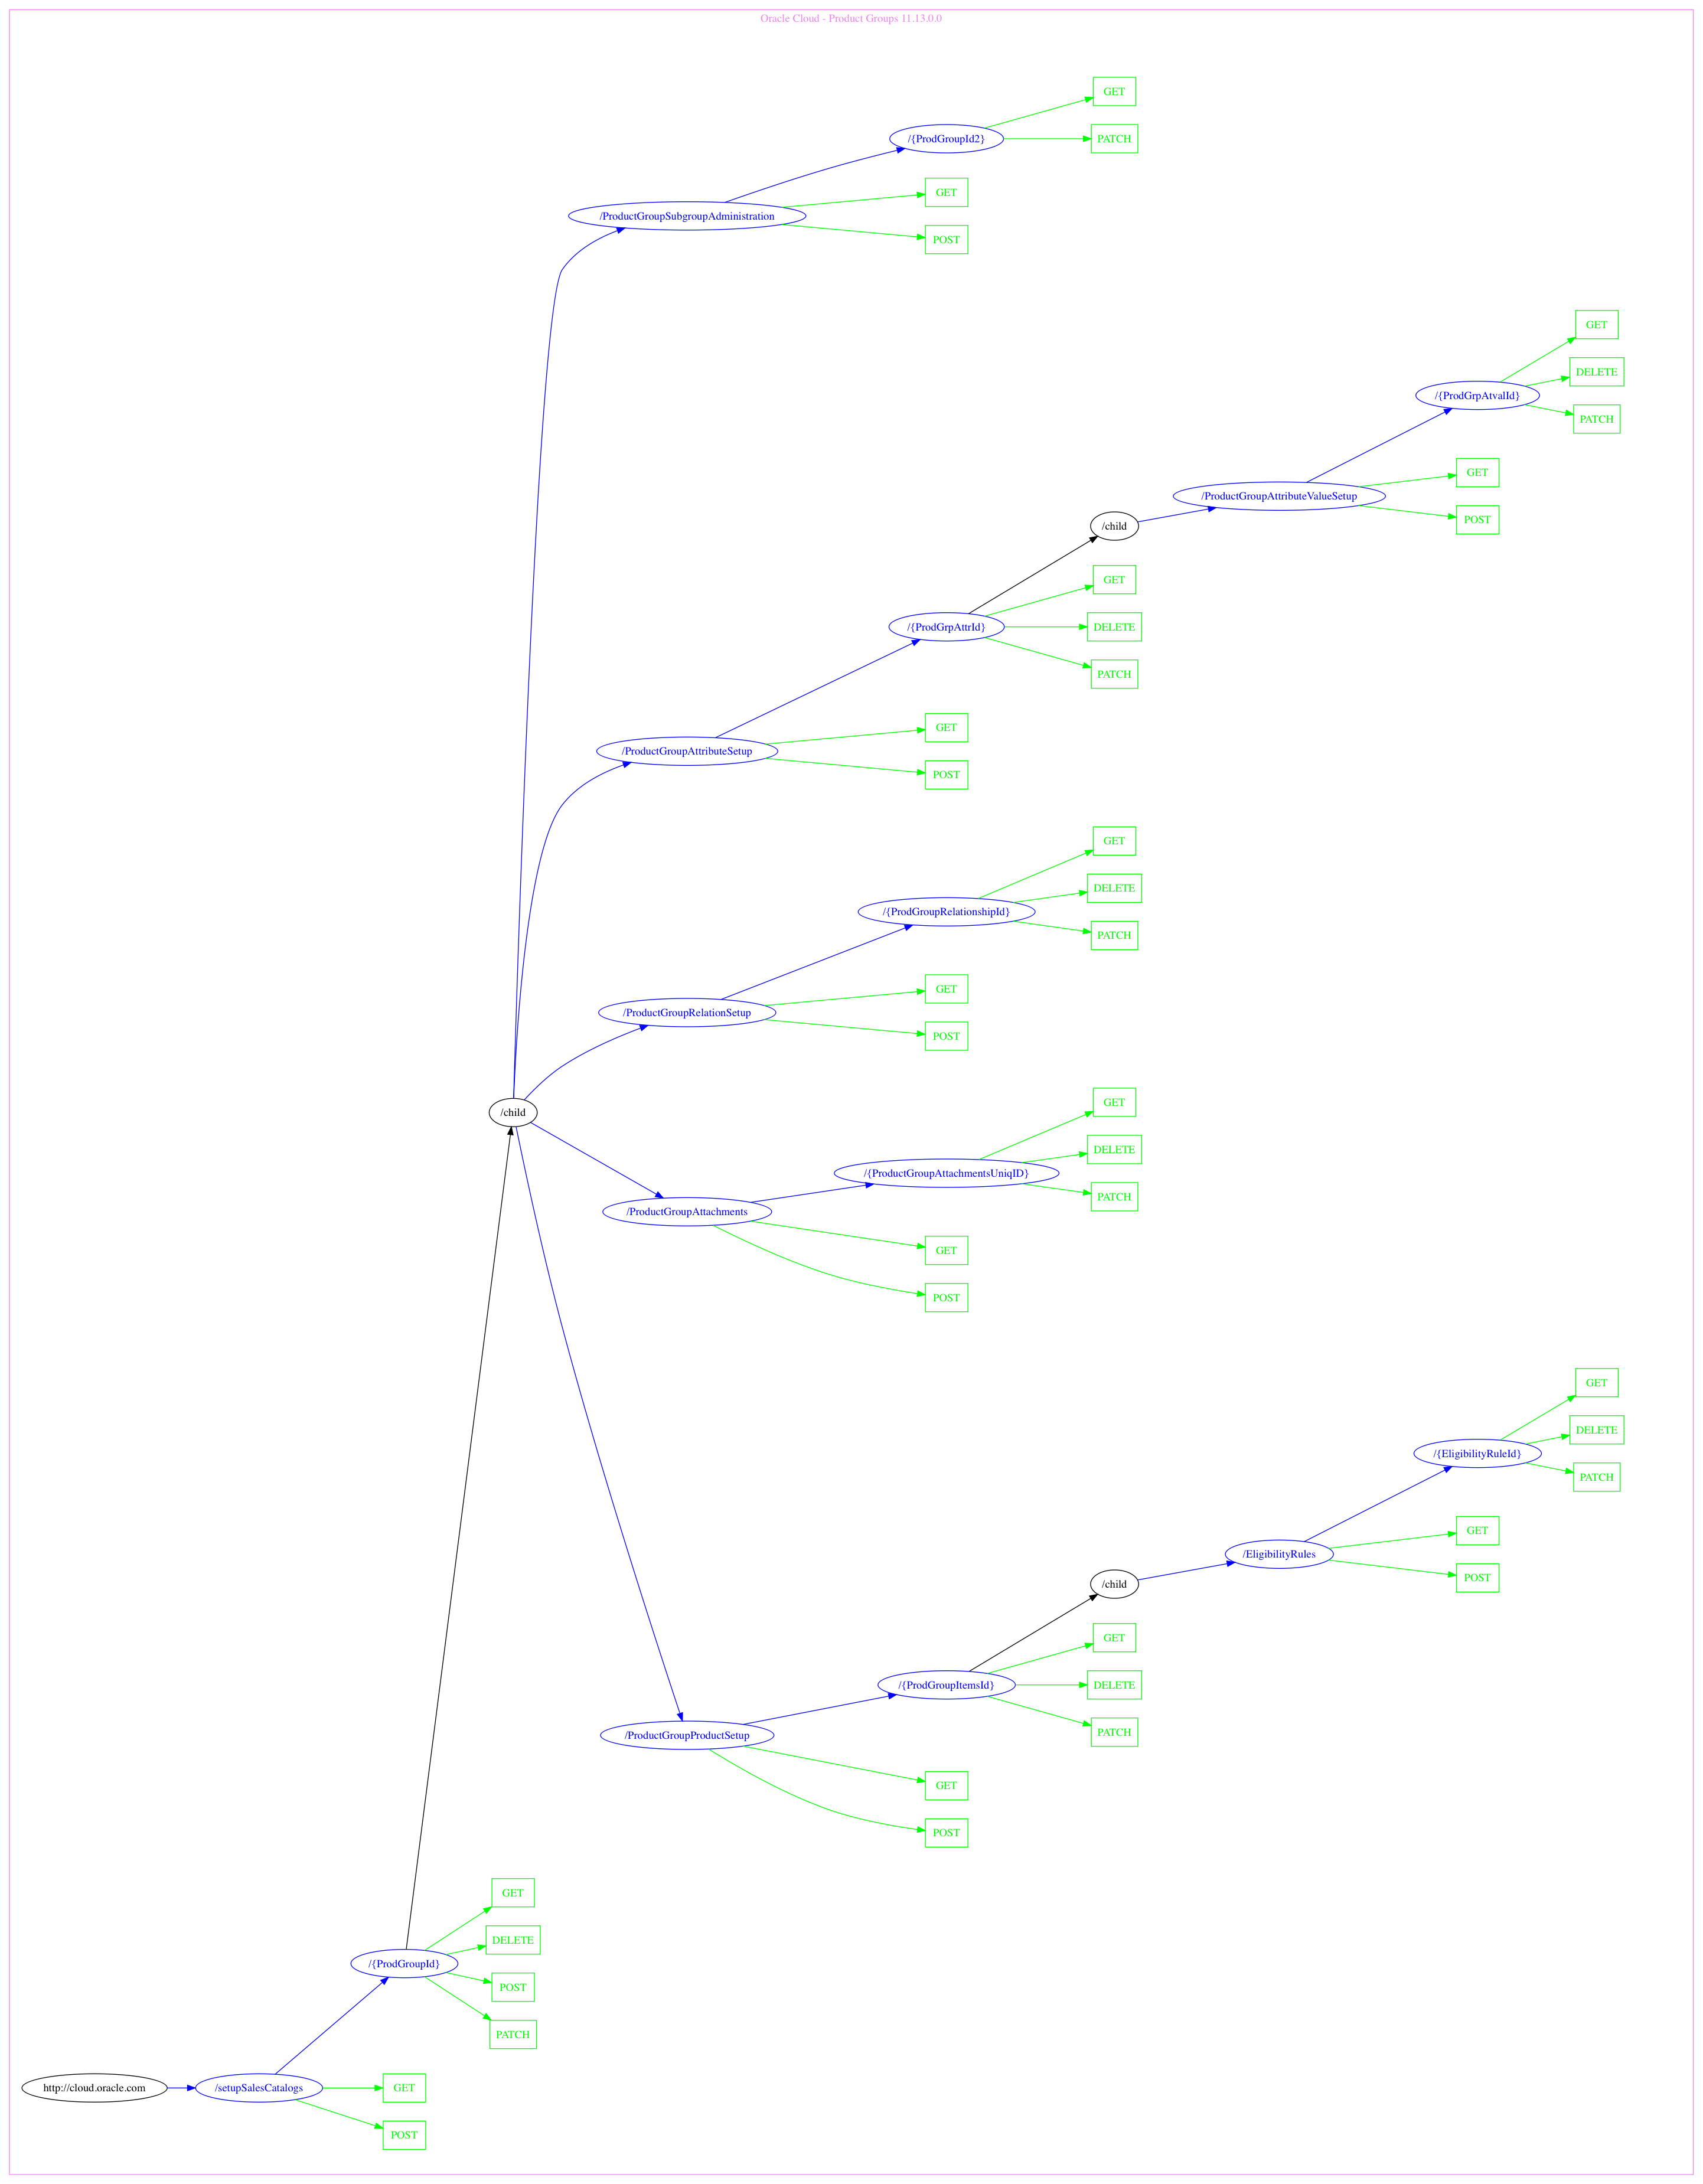 Oracle Cloud - Product Groups 11.13.0.0
GET
/{ProdGroupId2}
PATCH
GET
/ProductGroupSubgroupAdministration
POST
GET
DELETE
/{ProdGrpAtvalId}
PATCH
GET
/ProductGroupAttributeValueSetup
POST
/child
GET
/{ProdGrpAttrId}
DELETE
PATCH
GET
/ProductGroupAttributeSetup
POST
GET
DELETE
/{ProdGroupRelationshipId}
PATCH
GET
/ProductGroupRelationSetup
POST
GET
/child
DELETE
/{ProductGroupAttachmentsUniqID}
PATCH
/ProductGroupAttachments
GET
POST
GET
DELETE
/{EligibilityRuleId}
PATCH
GET
/EligibilityRules
POST
/child
GET
/{ProdGroupItemsId}
DELETE
PATCH
/ProductGroupProductSetup
GET
POST
GET
DELETE
/{ProdGroupId}
POST
PATCH
http://cloud.oracle.com
/setupSalesCatalogs
GET
POST